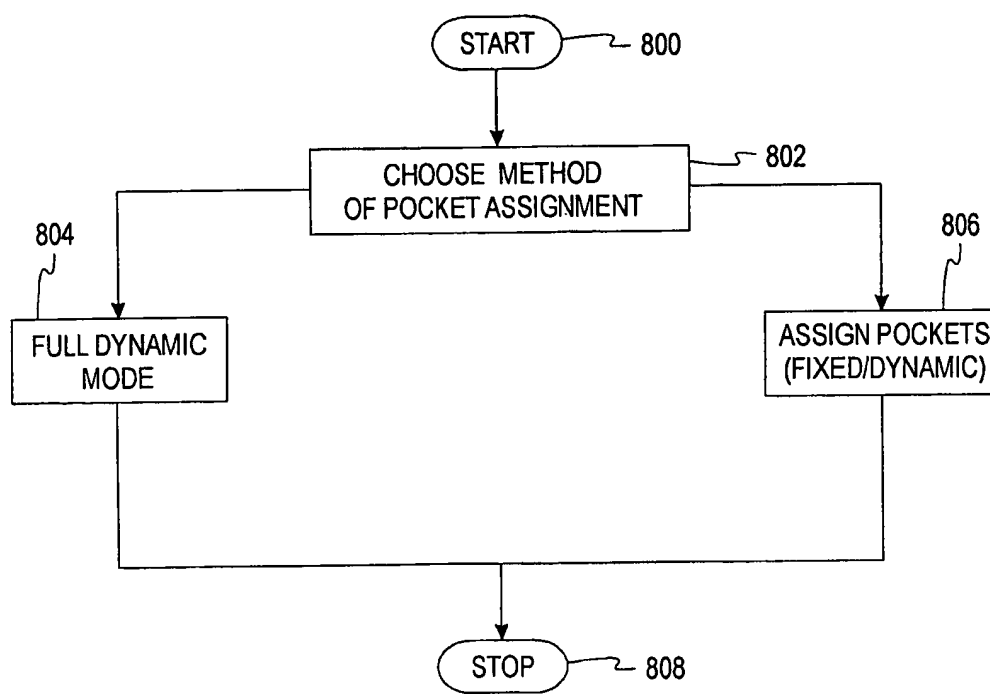 START
800
CHOOSE METHOD
OF POCKET ASSIGNMENT
802
804
806
FULL DYNAMIC
MODE
ASSIGN POCKETS
(FIXED/DYNAMIC)
STOP
808